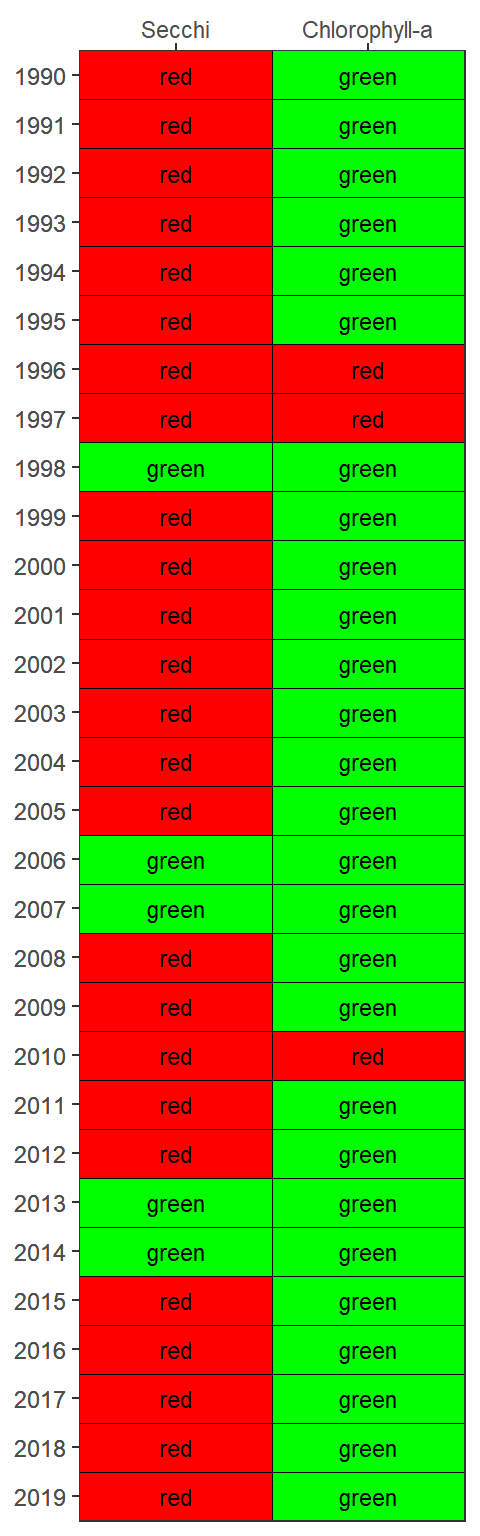 Secchi Chlorophyll-a
1990 red green
1991 red green
1992 red green
1993 red green
1994 red green
1995 red green
1996 red red
1997 red red
1998 green green
1999 red green
2000 red green
2001 red green
2002 red green
2003 red green
2004 red green
2005 red green
2006 green green
2007 green green
2008 red green
2009 red green
2010 red red
2011 red green
2012 red green
2013 green green
2014 green green
2015 red green
2016 red green
2017 red green
2018 red green
2019 red green